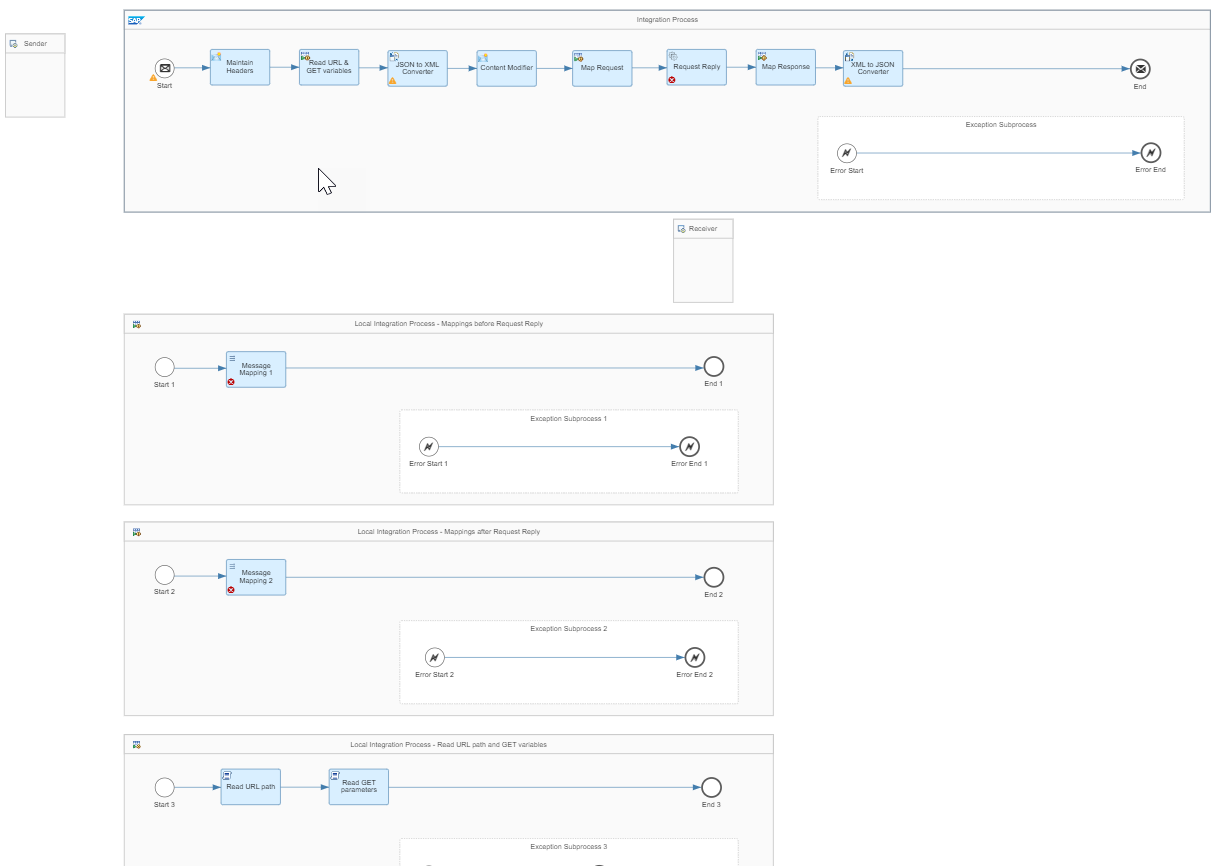 SAP
Integration Process
Sender
Maintain
Headers
Read URL &
GET variables
JSON to XML
Converter
Content Modifier
Map Request
Request Reply
Map Response
XML to JSON
Converter
Start
End
Exception Subprocess
Error Start
Error End
Receiver
Local Integration Process - Mappings before Request Reply
Message
Mapping 1
Start 1
End 1
Exception Subprocess 1
Error Start 1
Error End 1
Local Integration Process - Mappings after Request Reply
Message
Mapping 2
Start 2
End 2
Exception Subprocess 2
Error Start 2
Error End 2
Local Integration Process - Read URL path and GET variables
Read URL path
Read GET
parameters
Start 3
End 3
Exception Subprocess 3